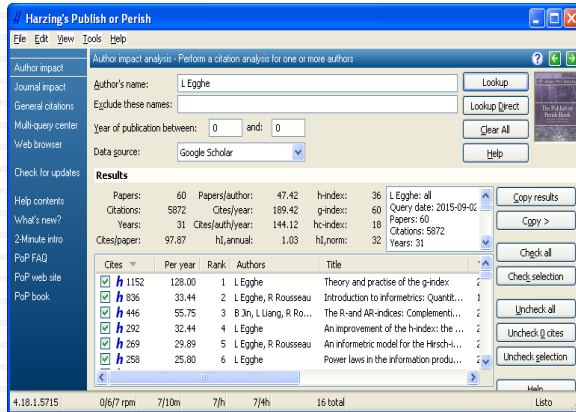 Harzing's Publish or Perish
File Edit View Tools Help
Author impact
Journal impact
General citations
Multi-query center
Web browser
Check for updates
Help contents
What's new?
2-Minute intro
PoP FAQ
PoP web site
PoP book
Author impact analysis - Perform a citation analysis for one or more authors
Author's name: L Egghe Lookup
Exclude these names: Lookup Direct
Year of publication between: 0 and: 0 Clear All
Data source: Google Scholar Help
The Publish or Perish Book
Results
Papers: 60 Papers/author: 47.42 h-index: 36
Citations: 5872 Cites/year: 189.42 g-index: 60
Years: 31 Cites/auth/year: 144.12 hc-index: 18
Cites/paper: 97.87 hI,annual: 1.03 hI,norm: 32
L Egghe: all
Query date: 2015-09-02
Papers: 60
Citations: 5872
Years: 31
Copy results
Copy >
Check all
Check selection
Uncheck all
Uncheck 0 cites
Uncheck selection
Help
Cites Per year Rank Authors Title
h 1152 128.00 1 L Egghe Theory and practise of the g-index
h 836 33.44 2 L Egghe, R Rousseau Introduction to informetrics: Quantit...
h 446 55.75 3 B Jin, L Liang, R Ro... The R-and AR-indices: Complementi...
h 292 32.44 4 L Egghe An improvement of the h-index: the ...
h 269 29.89 5 L Egghe, R Rousseau An informetric model for the Hirsch-i...
h 258 25.80 6 L Egghe Power laws in the information produ...
4.18.1.5715 0/6/7 rpm 7/10m 7/h 7/4h 16 total Listo